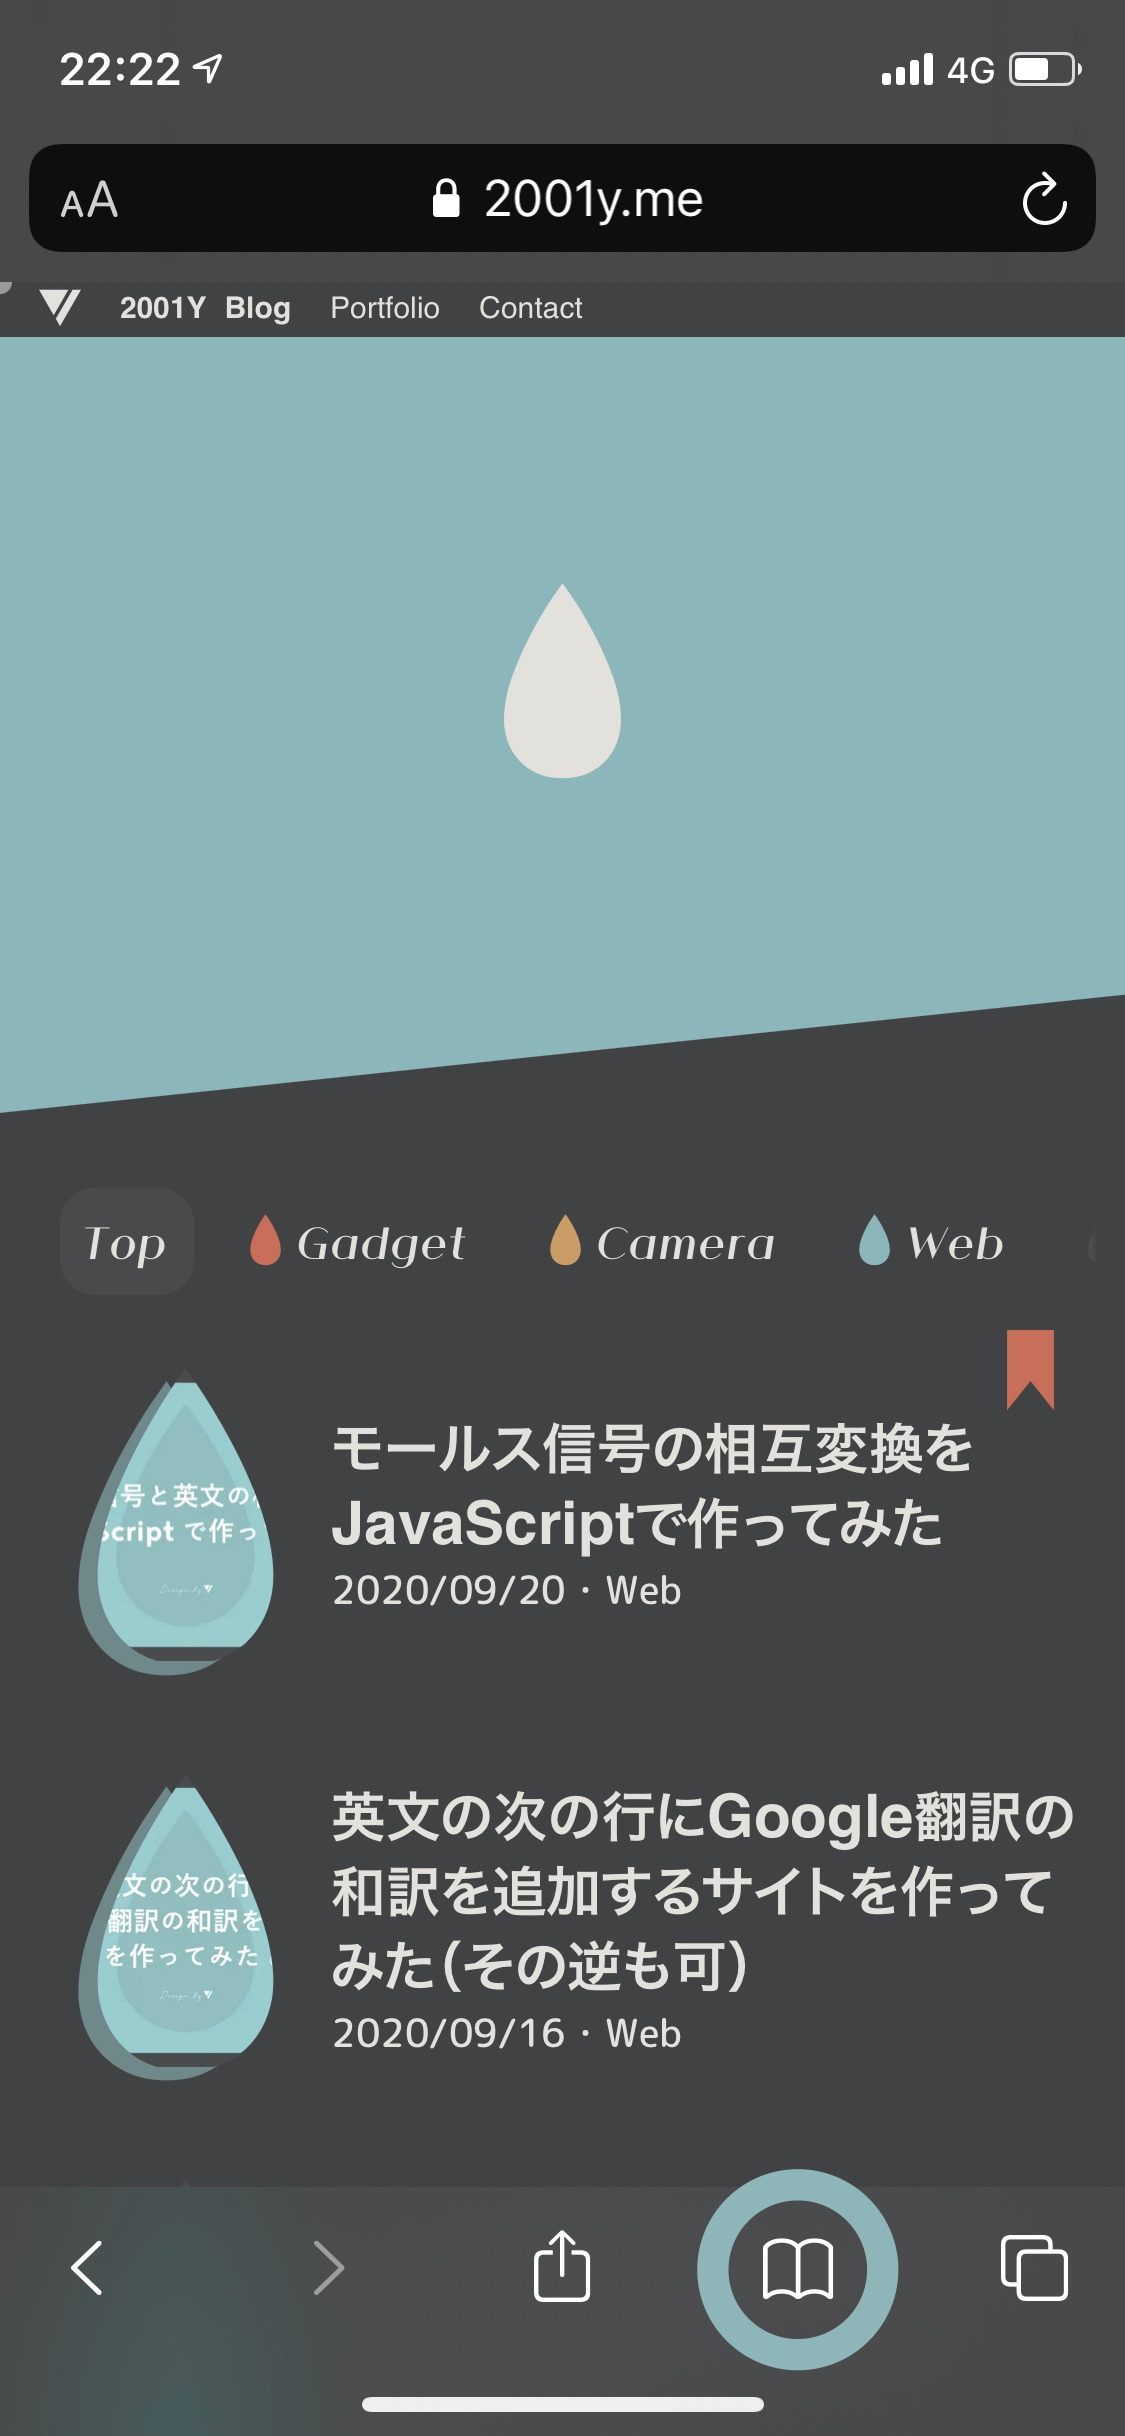 22:22
4G
AA
2001y.me
2001Y Blog Portfolio Contact
Top Gadget Camera Web
号と英文の
Script で作っ
Design by
モールス信号の相互変換を
JavaScriptで作ってみた
2020/09/20・Web
文の次の行
翻訳の和訳を
を作ってみた
Design by
英文の次の行にGoogle翻訳の
和訳を追加するサイトを作って
みた(その逆も可)
2020/09/16・Web